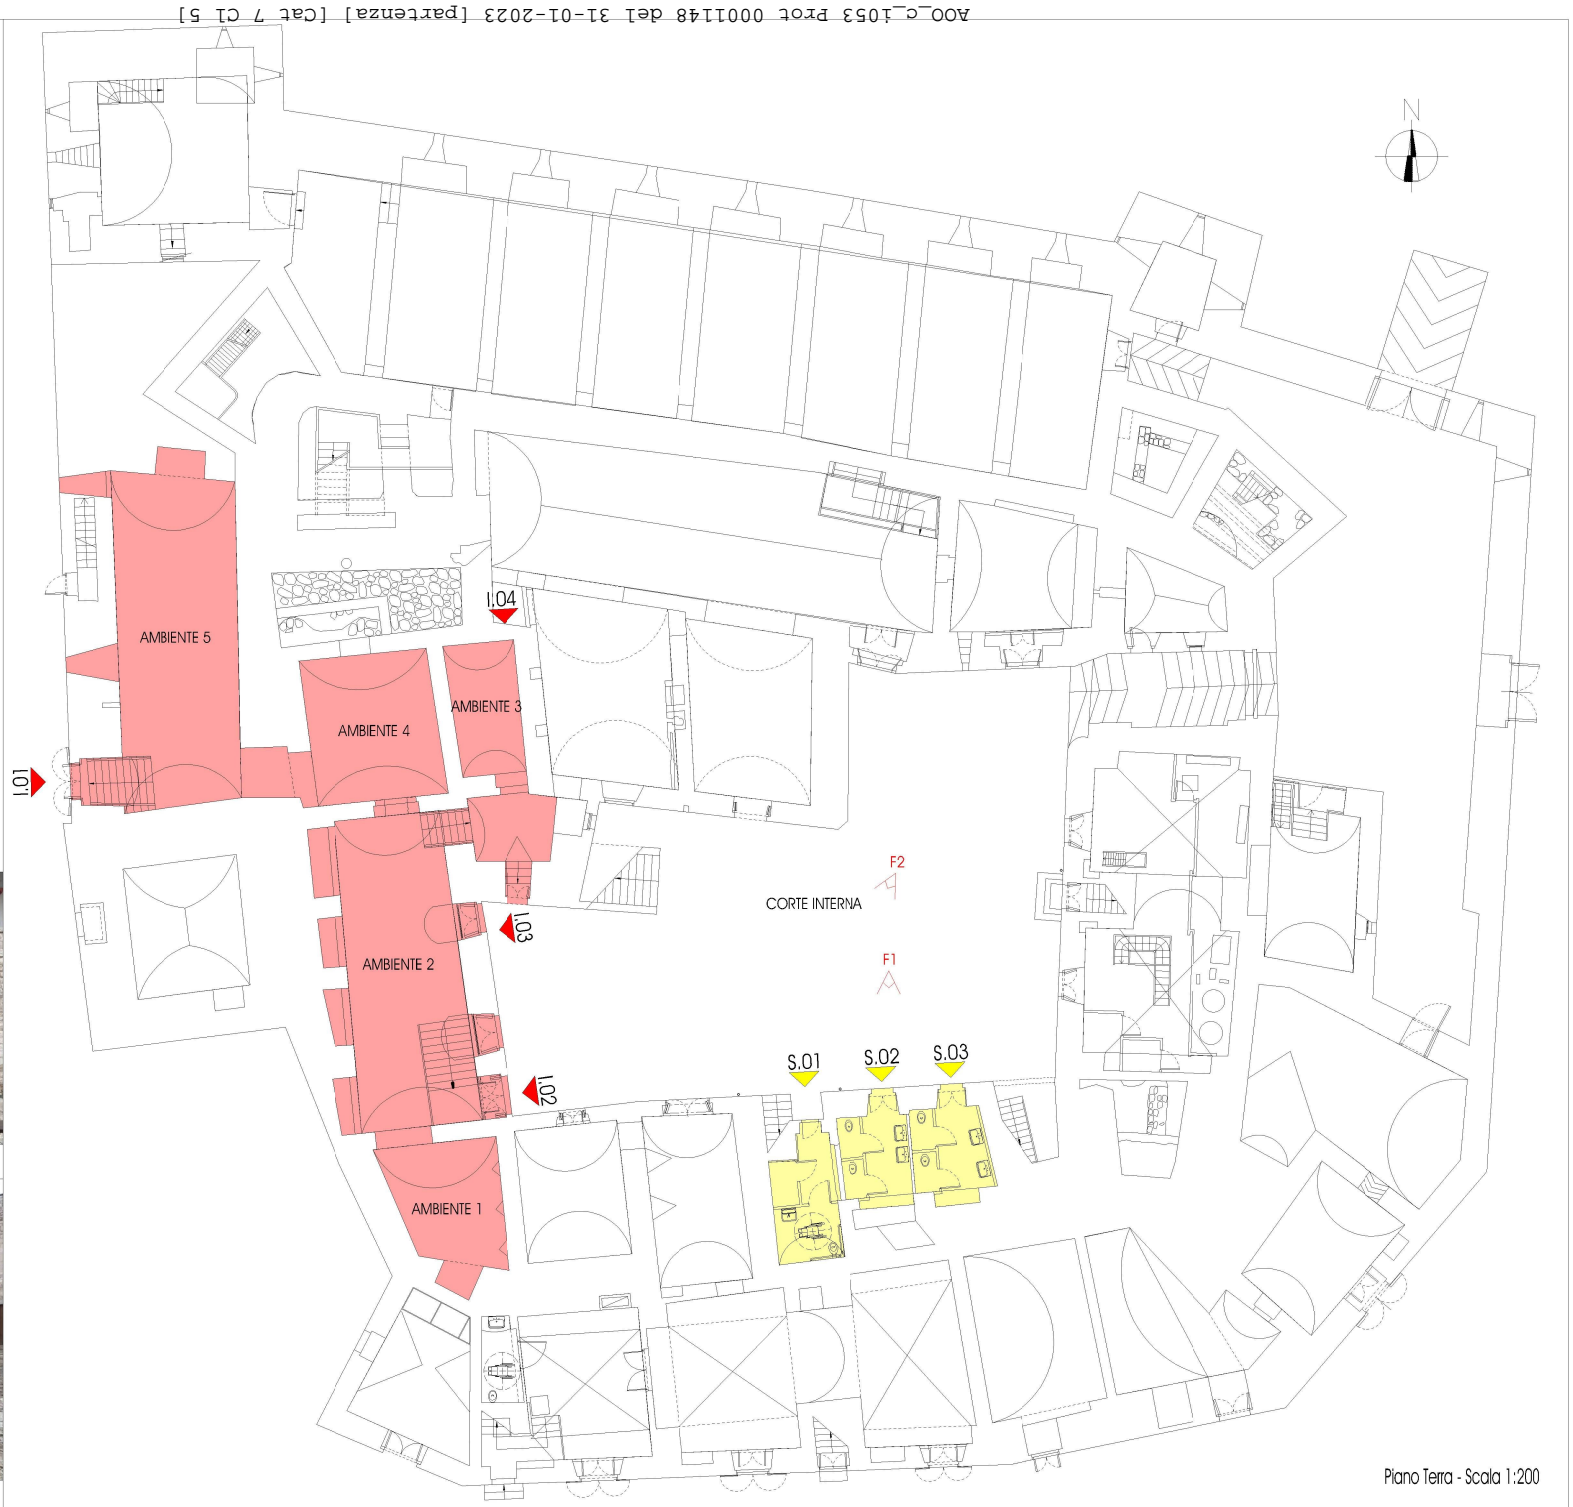 AOO_c_i053 Prot 0001148 del 31-01-2023 [partenza] [Cat 7 Cl 5]
N
I.04
AMBIENTE 5
AMBIENTE 4
AMBIENTE 3
I.01
F2
CORTE INTERNA
I.03
AMBIENTE 2
F1
S.01
S.02
S.03
I.02
AMBIENTE 1
Piano Terra - Scala 1:200